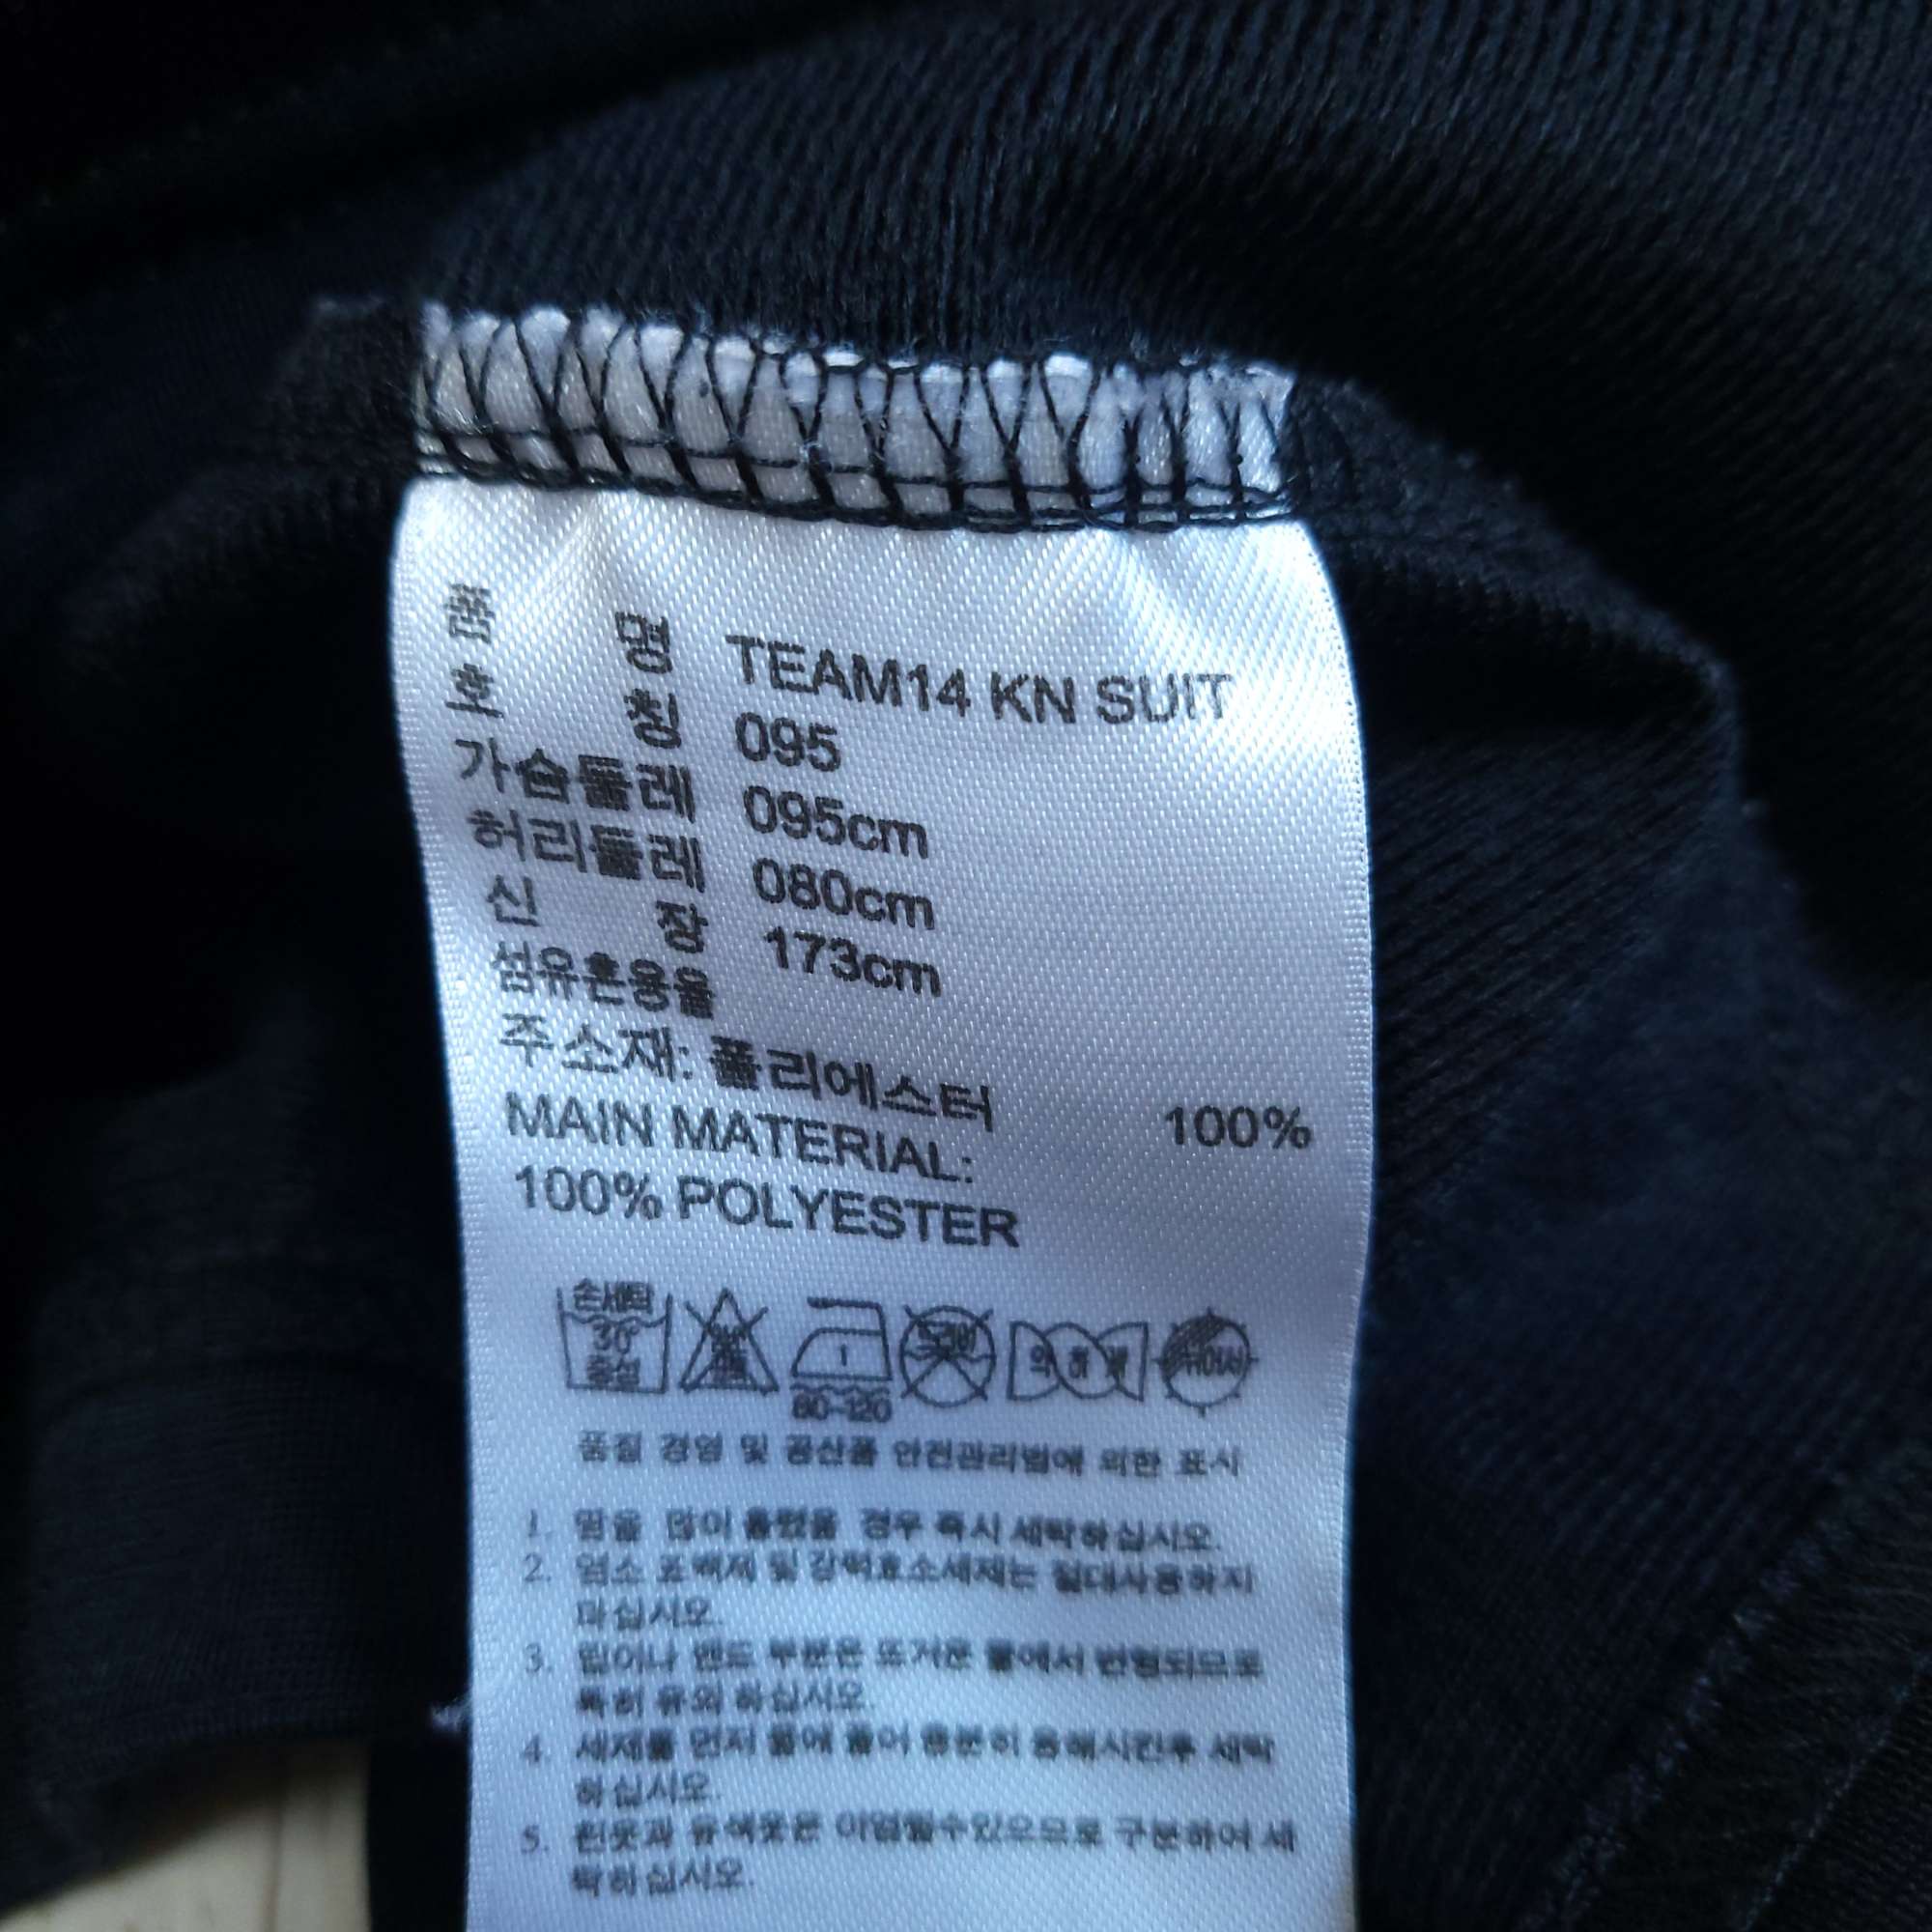 품 명 TEAM14 KN SUIT
호 칭 095
가슴둘레 095cm
허리둘레 080cm
신 장 173cm
섬유혼용율
주소재: 폴리에스터 100%
MAIN MATERIAL:
100% POLYESTER
손세탁
30°
중성
1
80-120
드라이
약하게
품질 경영 및 공산품 안전관리법에 의한 표시
1. 땀을 많이 흘렸을 경우 즉시 세탁하십시오.
2. 염소 표백제 및 강력효소세제는 절대사용하지
마십시오.
3. 밑이나 밴드 부분은 뜨거운 물에서 변형되므로
특히 유의 하십시오.
4. 세제를 먼저 물에 풀어 충분히 용해시킨후 세탁
하십시오.
5. 흰옷과 유색옷은 이염될수있으므로 구분하여 세
탁하십시오.